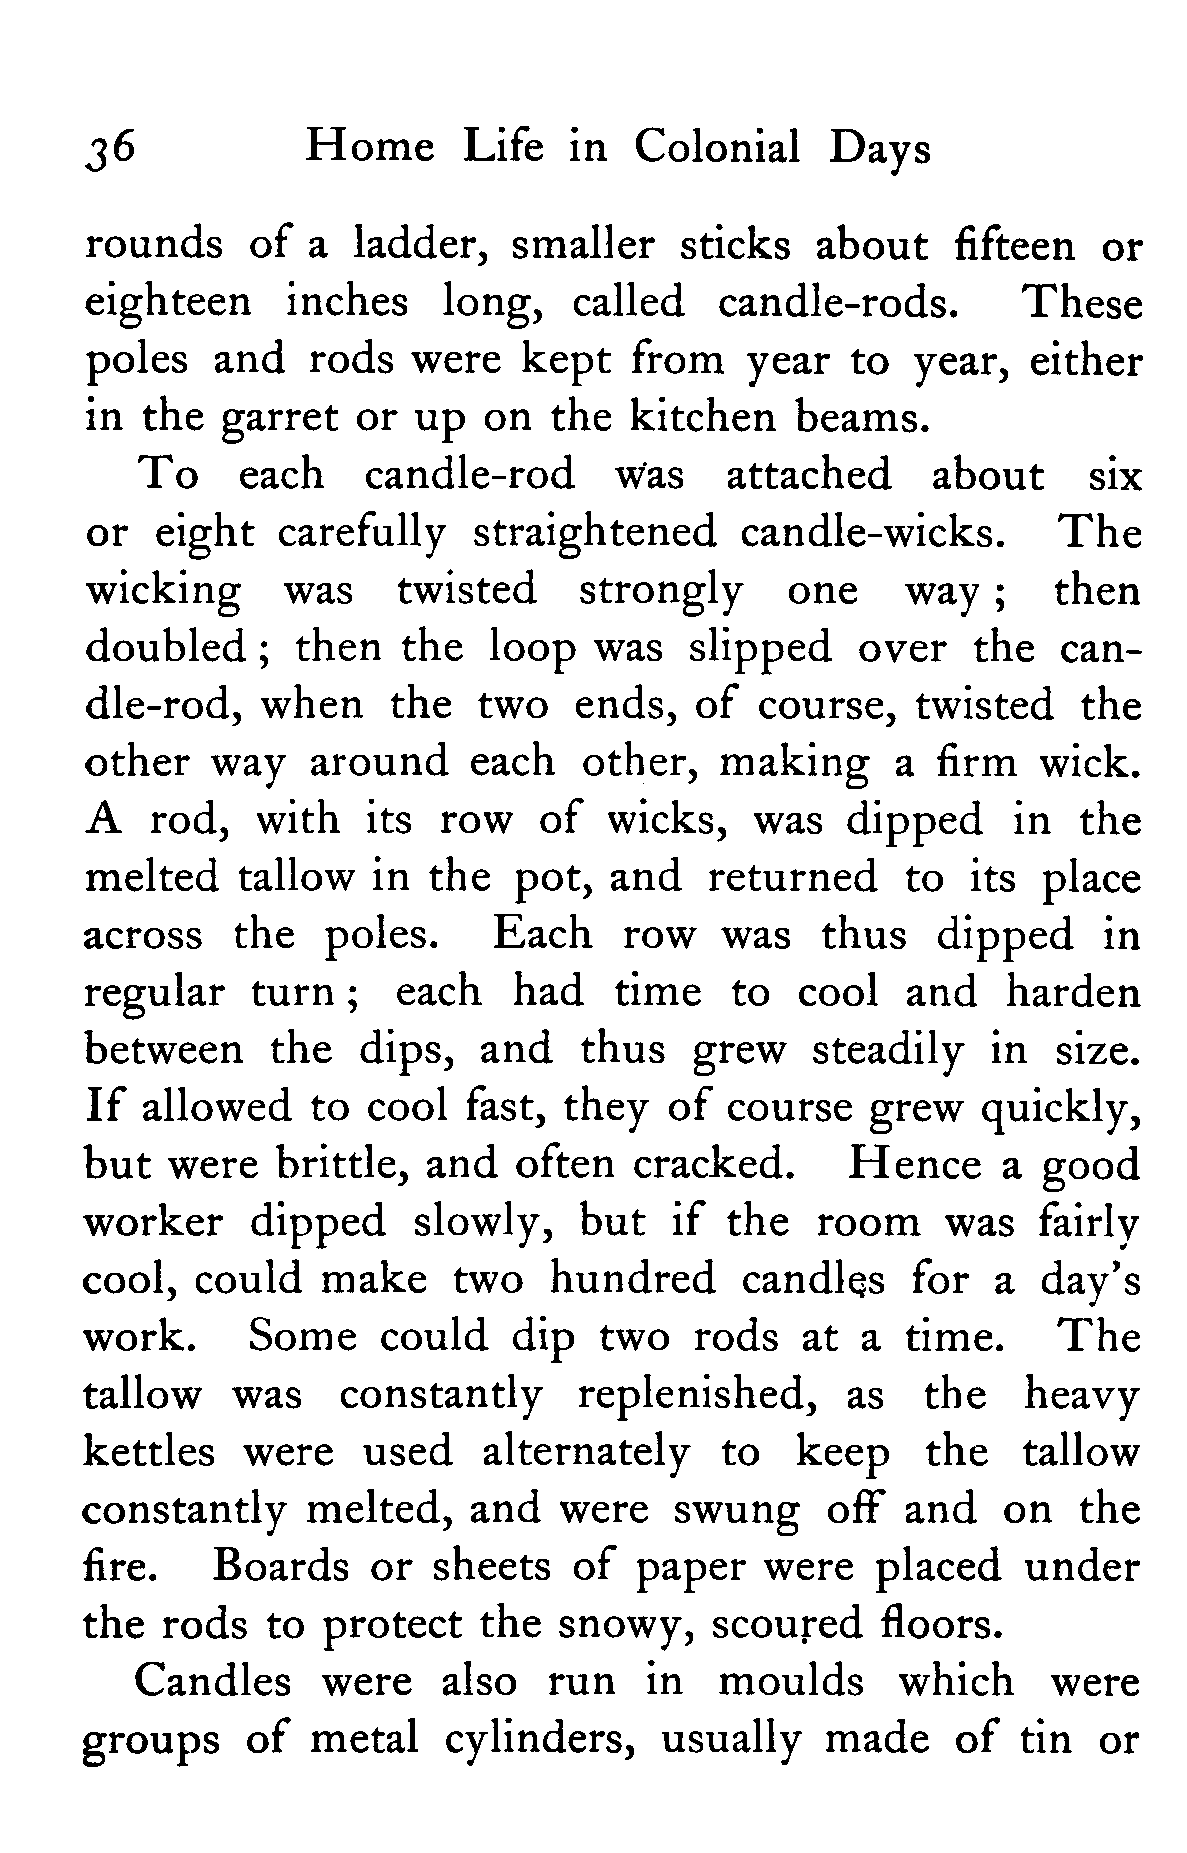 36 Home Life in Colonial Days
rounds of a ladder, smaller sticks about fifteen or
eighteen inches long, called candle-rods. These
poles and rods were kept from year to year, either
in the garret or up on the kitchen beams.
To each candle-rod was attached about six
or eight carefully straightened candle-wicks. The
wicking was twisted strongly one way ; then
doubled ; then the loop was slipped over the can-
dle-rod, when the two ends, of course, twisted the
other way around each other, making a firm wick.
A rod, with its row of wicks, was dipped in the
melted tallow in the pot, and returned to its place
across the poles. Each row was thus dipped in
regular turn ; each had time to cool and harden
between the dips, and thus grew steadily in size.
If allowed to cool fast, they of course grew quickly,
but were brittle, and often cracked. Hence a good
worker dipped slowly, but if the room was fairly
cool, could make two hundred candles for a day's
work. Some could dip two rods at a time. The
tallow was constantly replenished, as the heavy
kettles were used alternately to keep the tallow
constantly melted, and were swung off and on the
fire. Boards or sheets of paper were placed under
the rods to protect the snowy, scoured floors.
Candles were also run in moulds which were
groups of metal cylinders, usually made of tin or